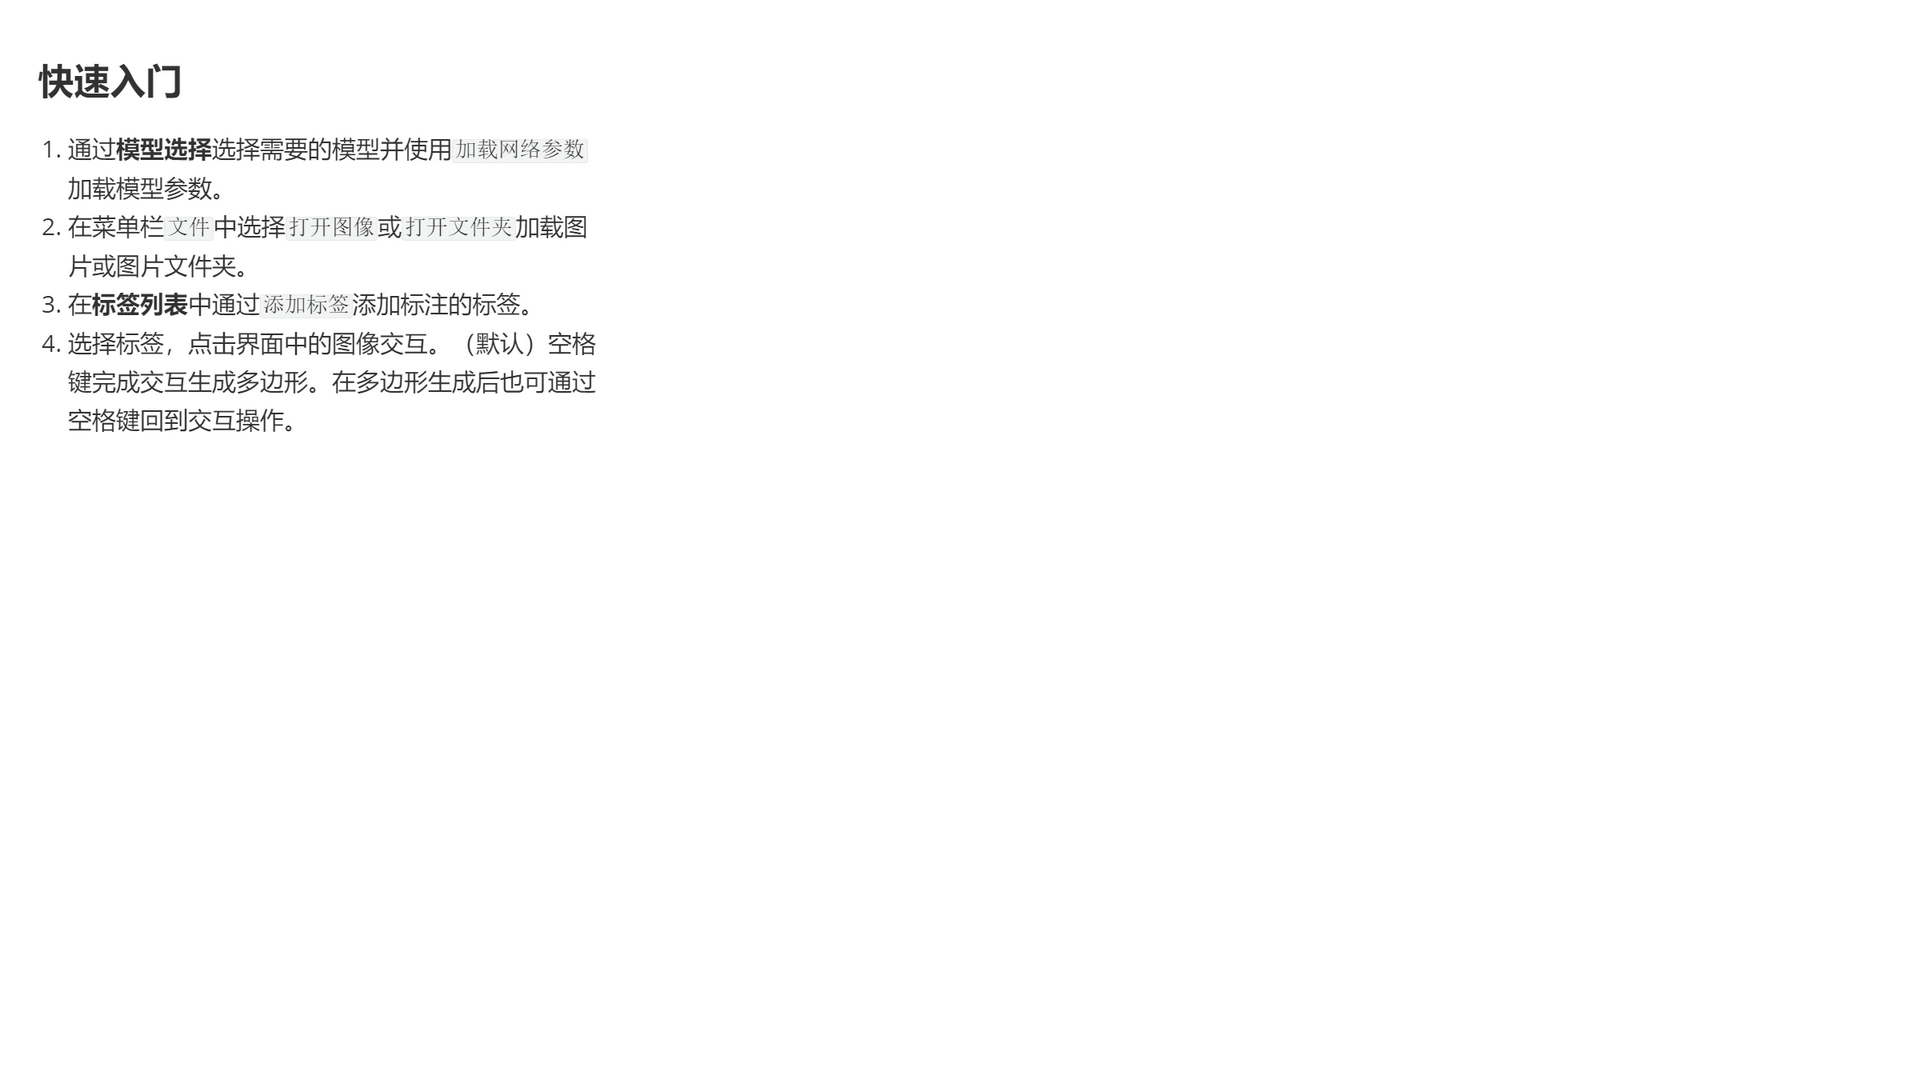 快速入门
1. 通过模型选择选择需要的模型并使用加载网络参数
加载模型参数。
2. 在菜单栏文件中选择打开图像或打开文件夹加载图
片或图片文件夹。
3. 在标签列表中通过添加标签添加标注的标签。
4. 选择标签，点击界面中的图像交互。（默认）空格
键完成交互生成多边形。在多边形生成后也可通过
空格键回到交互操作。